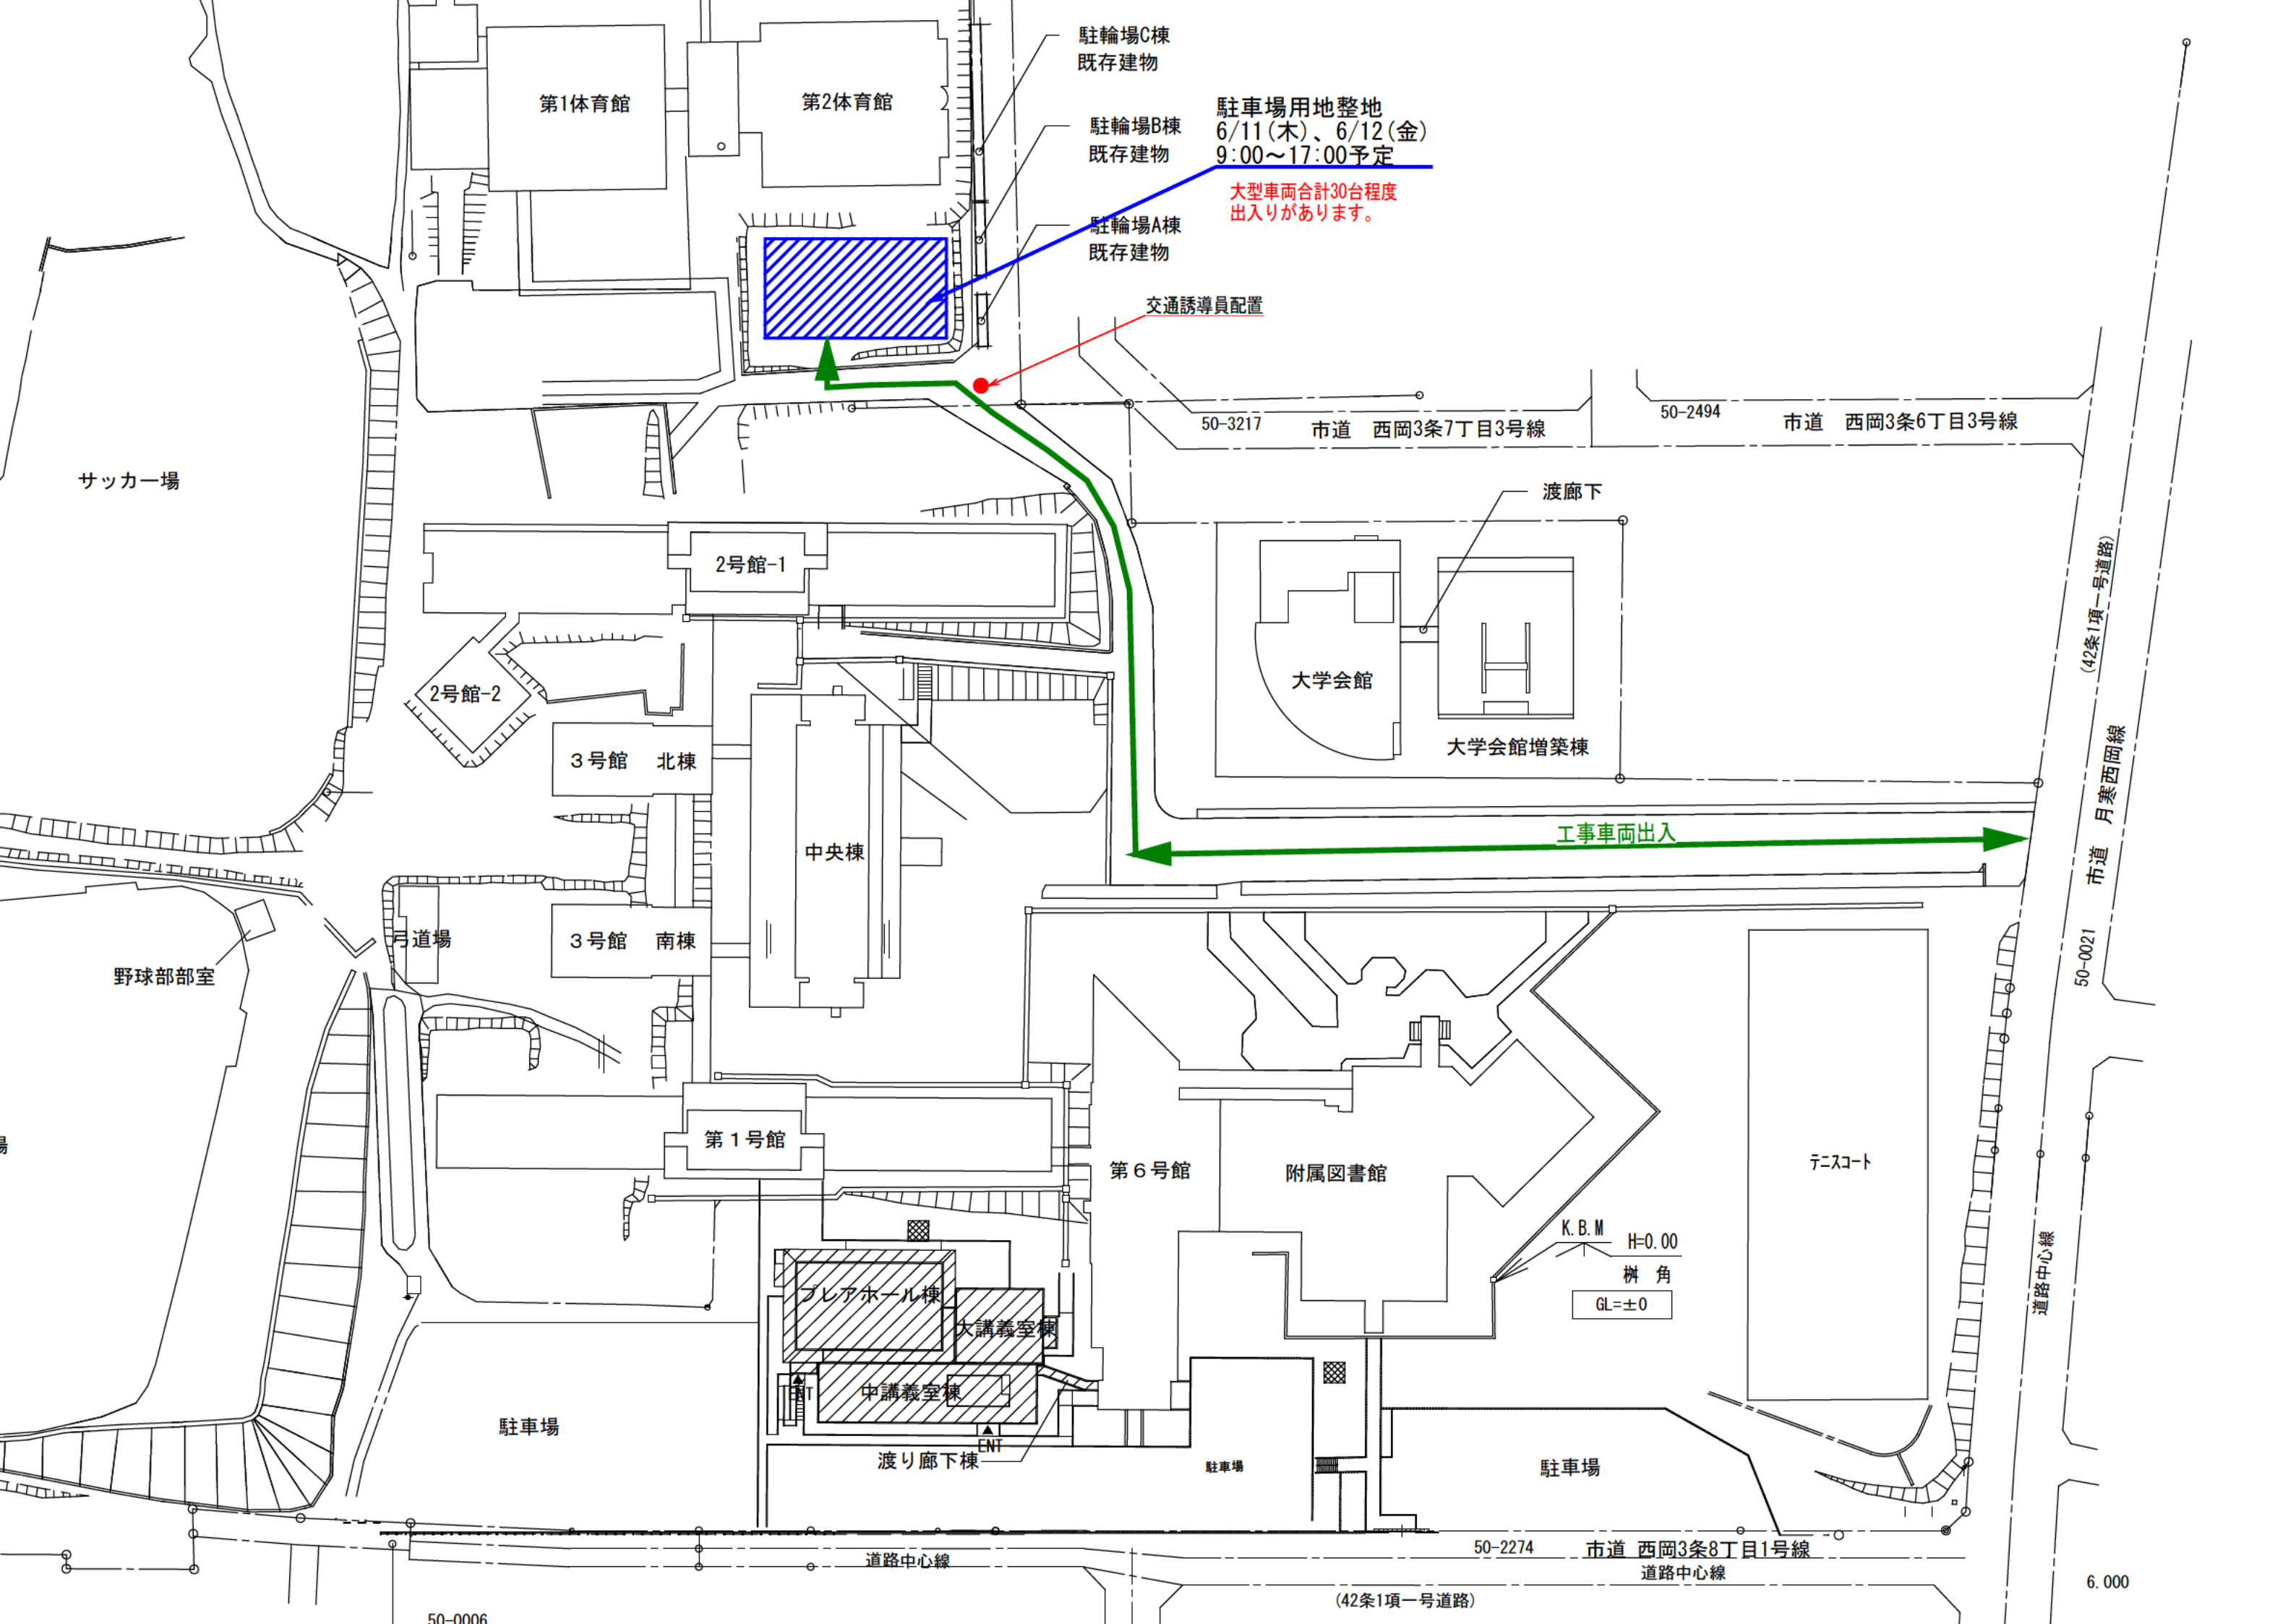 駐輪場C棟
既存建物
第1体育館
第2体育館
駐輪場B棟
既存建物
駐車場用地整地
6/11(木)、6/12(金)
9:00～17:00予定
大型車両合計30台程度
出入りがあります。
駐輪場A棟
既存建物
交通誘導員配置
50-3217
市道 西岡3条7丁目3号線
50-2494
市道 西岡3条6丁目3号線
サッカー場
渡廊下
2号館-1
(42条1項一号道路)
大学会館
2号館-2
大学会館増築棟
３号館 北棟
市道 月寒西岡線
工事車両出入
中央棟
弓道場
３号館 南棟
50-0021
野球部部室
場
第１号館
第６号館
附属図書館
テニスコート
K.B.M
H=0.00
桝 角
GL=±0
道路中心線
プレアホール棟
大講義室棟
中講義室棟
ENT
駐車場
ENT
渡り廊下棟
駐車場
駐車場
道路中心線
50-2274
市道 西岡3条8丁目1号線
道路中心線
6.000
(42条1項一号道路)
50-0006